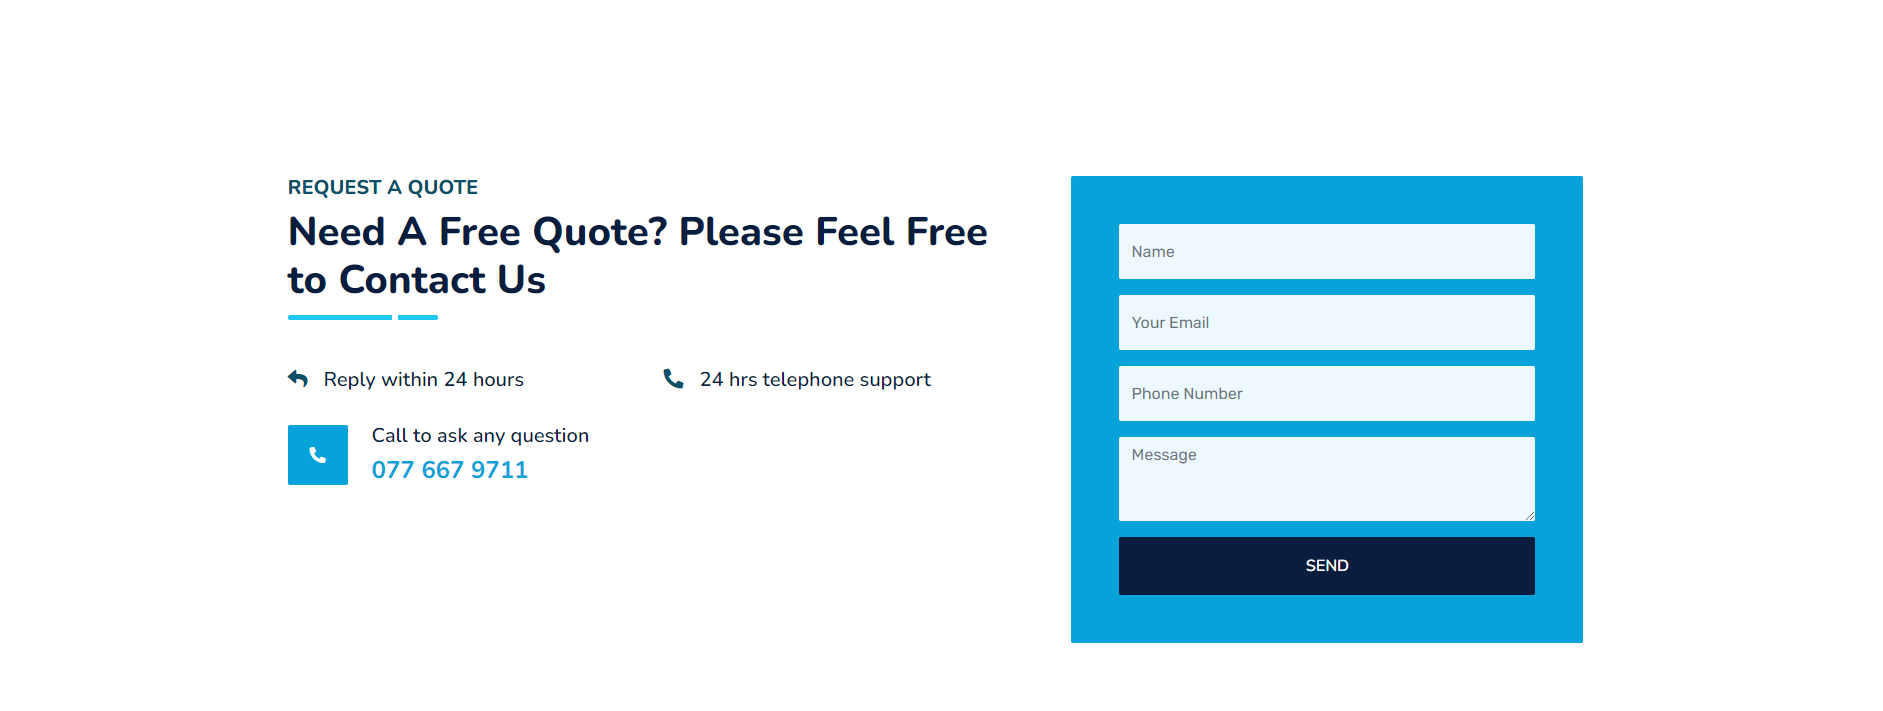 REQUEST A QUOTE
Need A Free Quote? Please Feel Free
to Contact Us
Reply within 24 hours
24 hrs telephone support
Call to ask any question
077 667 9711
Name
Your Email
Phone Number
Message
SEND